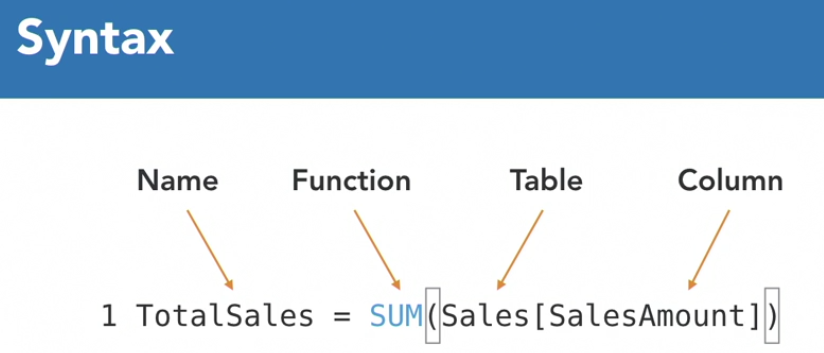 Syntax
Name Function Table Column
1 TotalSales = SUM(Sales[SalesAmount])